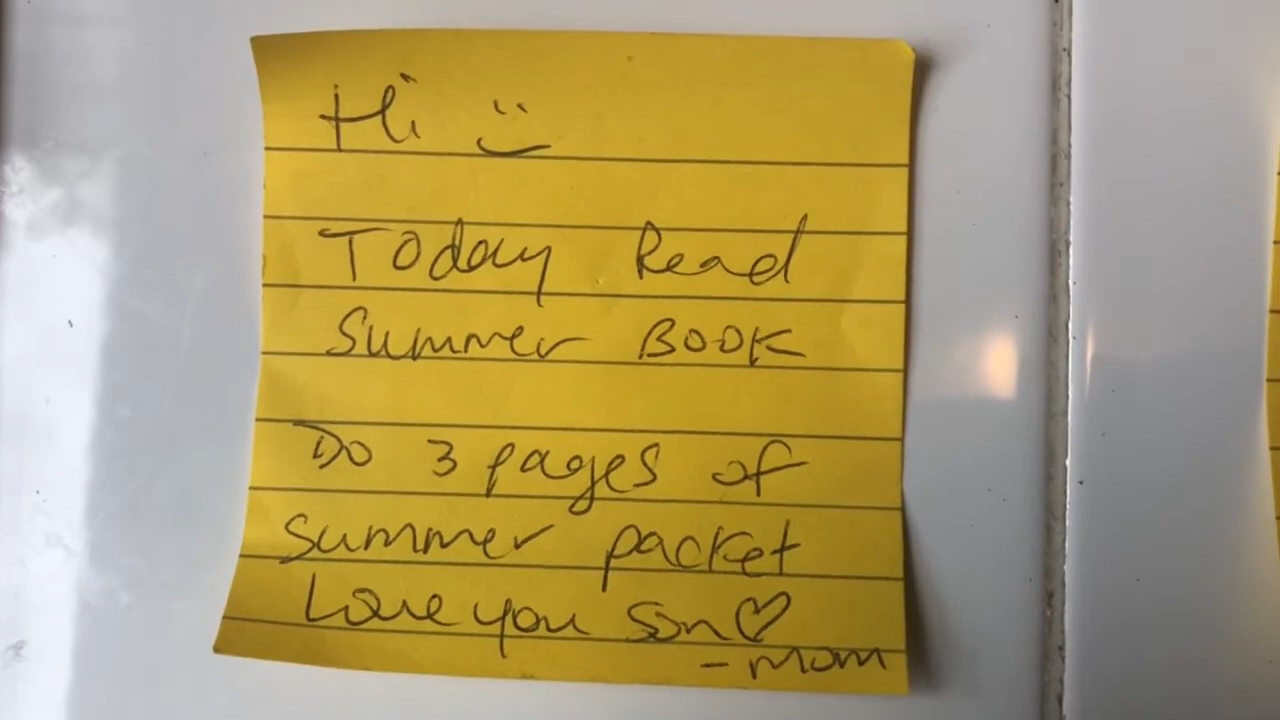 Hi :)
Today Read
Summer BOOK
Do 3 pages of
summer packet
Love you son ♡
- mom